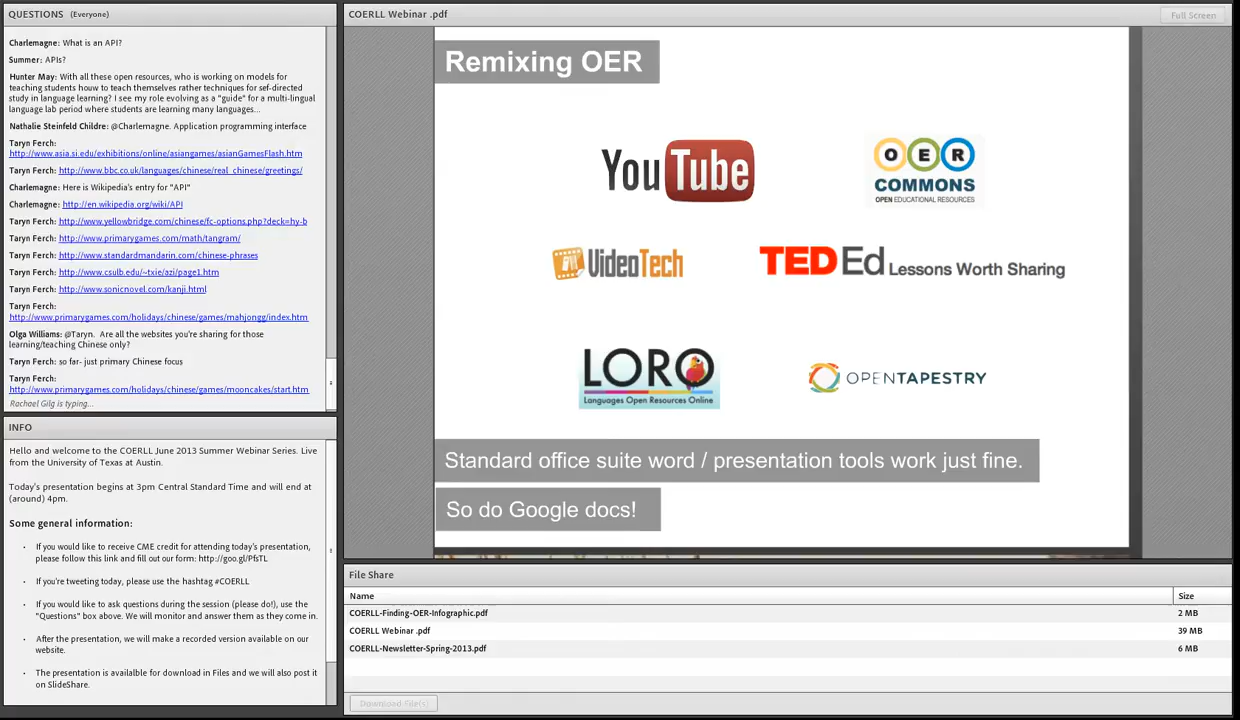 QUESTIONS (Everyone)
Charlemagne: What is an API?
Summer: APIs?
Hunter May: With all these open resources, who is working on models for
teaching students houw to teach themselves rather techniques for sef-directed
study in language learning? I see my role evolving as a "guide" for a multi-lingual
language lab period where students are learning many languages...
Nathalie Steinfeld Childre: @Charlemagne. Application programming interface
Taryn Ferch:
http://www.asia.si.edu/exhibitions/online/asiangames/asianGamesFlash.htm
Taryn Ferch: http://www.bbc.co.uk/languages/chinese/real_chinese/greetings/
Charlemagne: Here is Wikipedia's entry for "API"
Charlemagne: http://en.wikipedia.org/wiki/API
Taryn Ferch: http://www.yellowbridge.com/chinese/fc-options.php?deck=hy-b
Taryn Ferch: http://www.primarygames.com/math/tangram/
Taryn Ferch: http://www.standardmandarin.com/chinese-phrases
Taryn Ferch: http://www.csulb.edu/~txie/azi/page1.htm
Taryn Ferch: http://www.sonicnovel.com/kanji.html
Taryn Ferch:
http://www.primarygames.com/holidays/chinese/games/mahjongg/index.htm
Olga Williams: @Taryn. Are all the websites you're sharing for those
learning/teaching Chinese only?
Taryn Ferch: so far- just primary Chinese focus
Taryn Ferch:
http://www.primarygames.com/holidays/chinese/games/mooncakes/start.htm
Rachael Gilg is typing...
INFO
Hello and welcome to the COERLL June 2013 Summer Webinar Series. Live
from the University of Texas at Austin.
Today's presentation begins at 3pm Central Standard Time and will end at
(around) 4pm.
Some general information:
· If you would like to receive CME credit for attending today's presentation,
please follow this link and fill out our form: http://goo.gl/PfsTL
· If you're tweeting today, please use the hashtag #COERLL
· If you would like to ask questions during the session (please do!), use the
"Questions" box above. We will monitor and answer them as they come in.
· After the presentation, we will make a recorded version available on our
website.
· The presentation is available for download in Files and we will also post it
on SlideShare.
COERLL Webinar .pdf
Full Screen
Remixing OER
YouTube
OER
COMMONS
OPEN EDUCATIONAL RESOURCES
VideoTech
TED Ed Lessons Worth Sharing
LORO
Languages Open Resources Online
OPENTAPESTRY
Standard office suite word / presentation tools work just fine.
So do Google docs!
File Share
Name Size
COERLL-Finding-OER-Infographic.pdf 2 MB
COERLL Webinar .pdf 39 MB
COERLL-Newsletter-Spring-2013.pdf 6 MB
Download File(s)